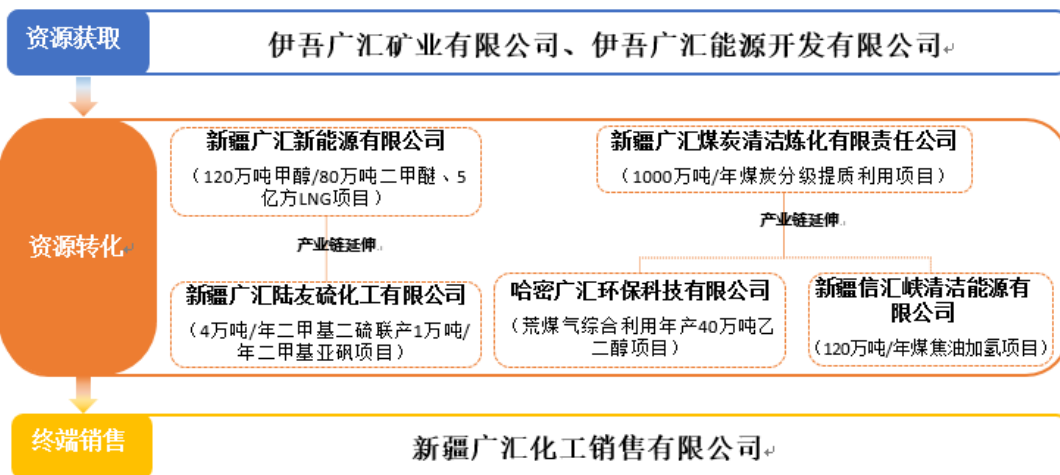 资源获取
伊吾广汇矿业有限公司、伊吾广汇能源开发有限公司
资源转化
新疆广汇新能源有限公司
（120万吨甲醇/80万吨二甲醚、5
亿方LNG项目）
新疆广汇煤炭清洁炼化有限责任公司
（1000万吨/年煤炭分级提质利用项目）
产业链延伸
产业链延伸
新疆广汇陆友硫化工有限公司
（4万吨/年二甲基二硫联产1万吨/
年二甲基亚砜项目）
哈密广汇环保科技有限公司
（荒煤气综合利用年产40万吨乙
二醇项目）
新疆信汇峡清洁能源有
限公司
（120万吨/年煤焦油加氢项目）
终端销售
新疆广汇化工销售有限公司